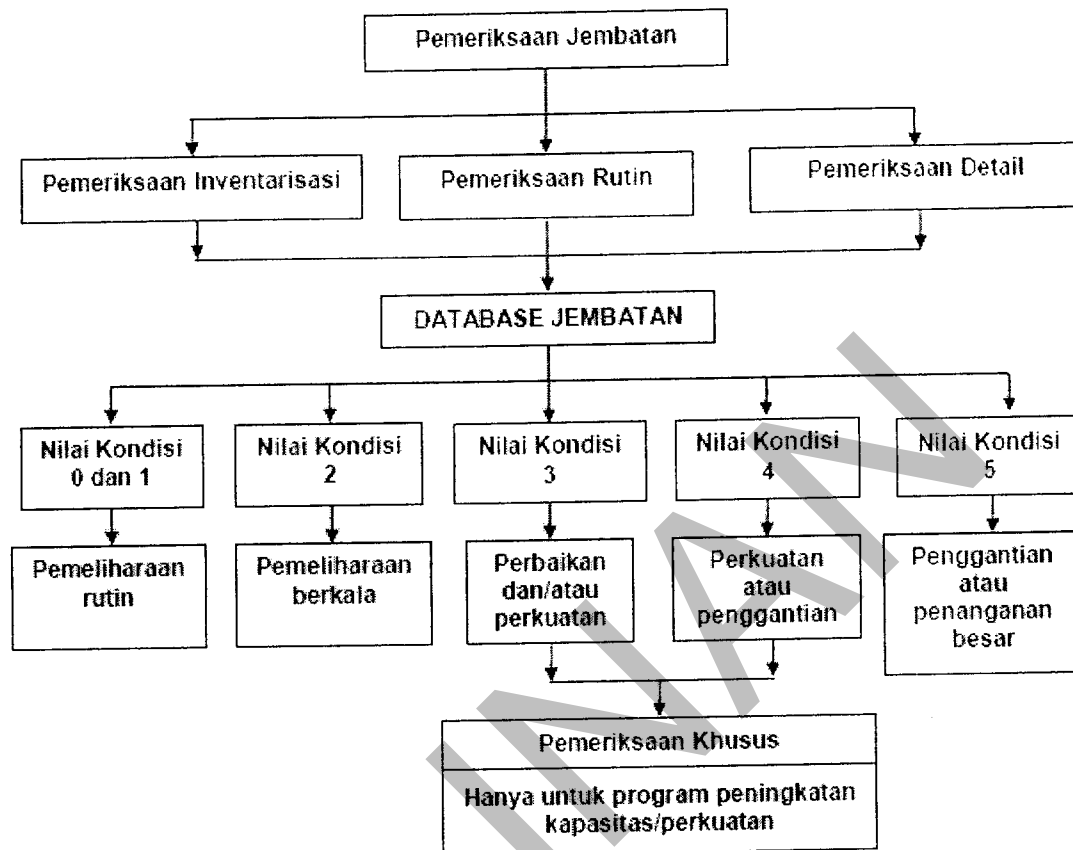 Pemeriksaan Jembatan
Pemeriksaan Inventarisasi
Pemeriksaan Rutin
Pemeriksaan Detail
DATABASE JEMBATAN
Nilai Kondisi
0 dan 1
Nilai Kondisi
2
Nilai Kondisi
3
Nilai Kondisi
4
Nilai Kondisi
5
Pemeliharaan
rutin
Pemeliharaan
berkala
Perbaikan
dan/atau
perkuatan
Perkuatan
atau
penggantian
Penggantian
atau
penanganan
besar
Pemeriksaan Khusus
Hanya untuk program peningkatan
kapasitas/perkuatan
INAN